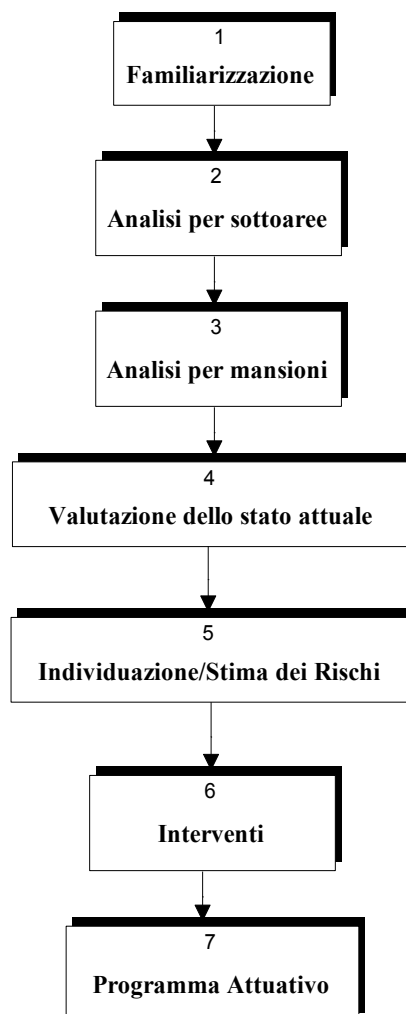 1
Familiarizzazione
2
Analisi per sottoaree
3
Analisi per mansioni
4
Valutazione dello stato attuale
5
Individuazione/Stima dei Rischi
6
Interventi
7
Programma Attuativo